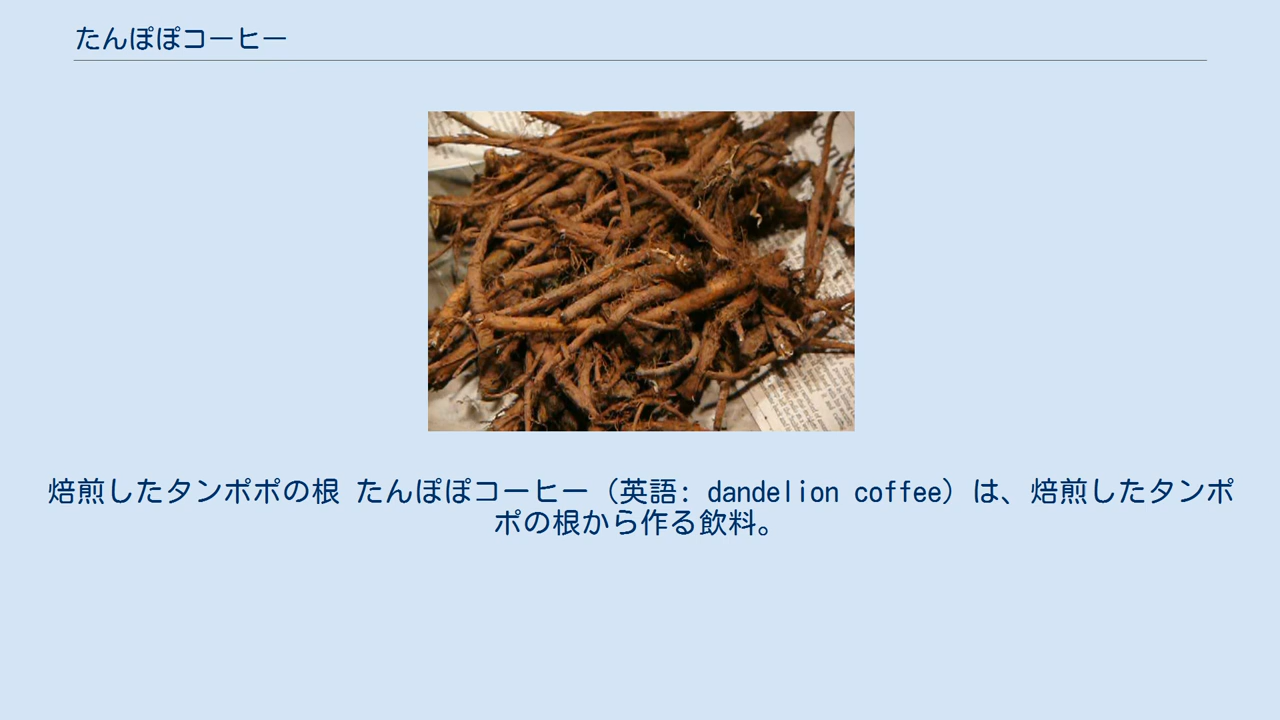 たんぽぽコーヒー
焙煎したタンポポの根 たんぽぽコーヒー（英語: dandelion coffee）は、焙煎したタンポ
ポの根から作る飲料。